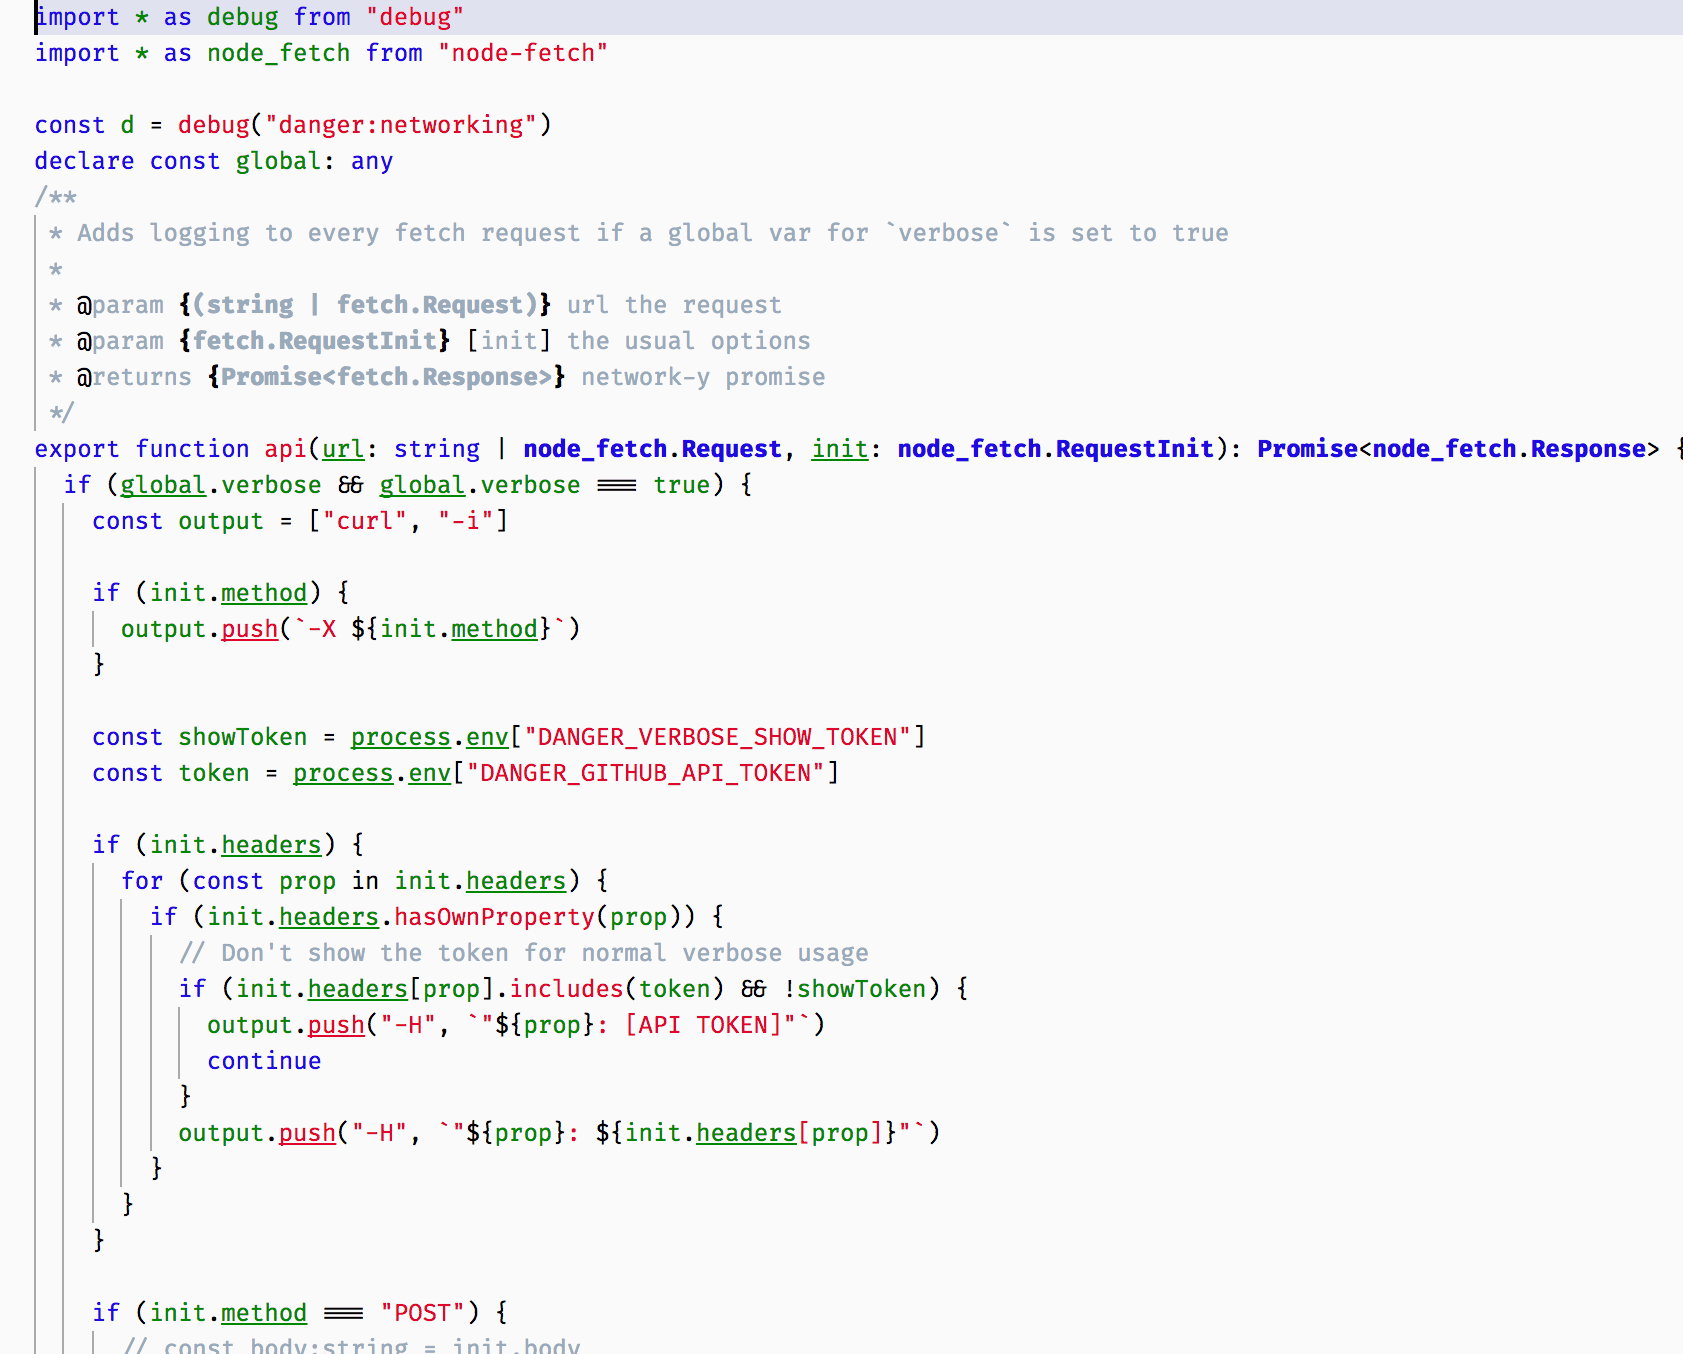 import * as debug from "debug"
import * as node_fetch from "node-fetch"

const d = debug("danger:networking")
declare const global: any
/**
 * Adds logging to every fetch request if a global var for `verbose` is set to true
 *
 * @param {(string | fetch.Request)} url the request
 * @param {fetch.RequestInit} [init] the usual options
 * @returns {Promise<fetch.Response>} network-y promise
 */
export function api(url: string | node_fetch.Request, init: node_fetch.RequestInit): Promise<node_fetch.Response> {
  if (global.verbose && global.verbose === true) {
    const output = ["curl", "-i"]

    if (init.method) {
      output.push(`-X ${init.method}`)
    }

    const showToken = process.env["DANGER_VERBOSE_SHOW_TOKEN"]
    const token = process.env["DANGER_GITHUB_API_TOKEN"]

    if (init.headers) {
      for (const prop in init.headers) {
        if (init.headers.hasOwnProperty(prop)) {
          // Don't show the token for normal verbose usage
          if (init.headers[prop].includes(token) && !showToken) {
            output.push("-H", `"${prop}: [API TOKEN]"`)
            continue
          }
          output.push("-H", `"${prop}: ${init.headers[prop]}"`)
        }
      }
    }

    if (init.method === "POST") {
      // const body:string = init.body